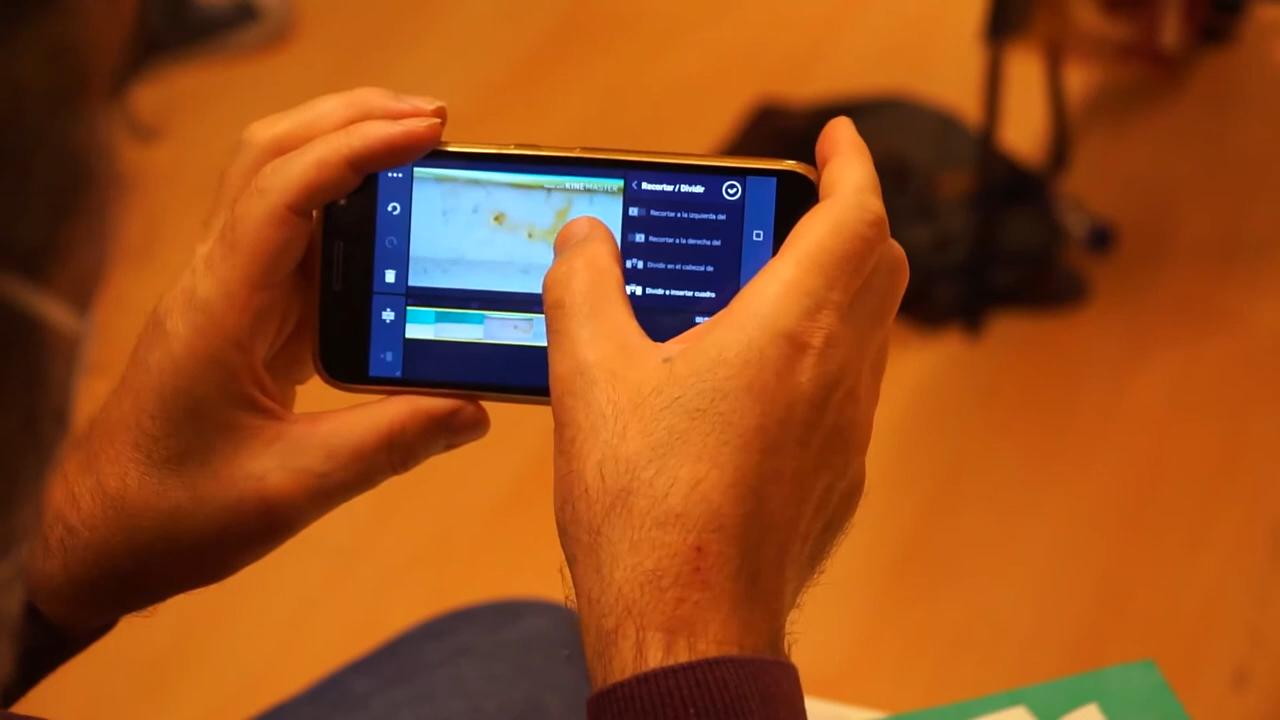 KINEMASTER
Recortar / Dividir
Recortar a la izquierda del
Recortar a la derecha del
Dividir en el cabezal de
Dividir e insertar cuadro